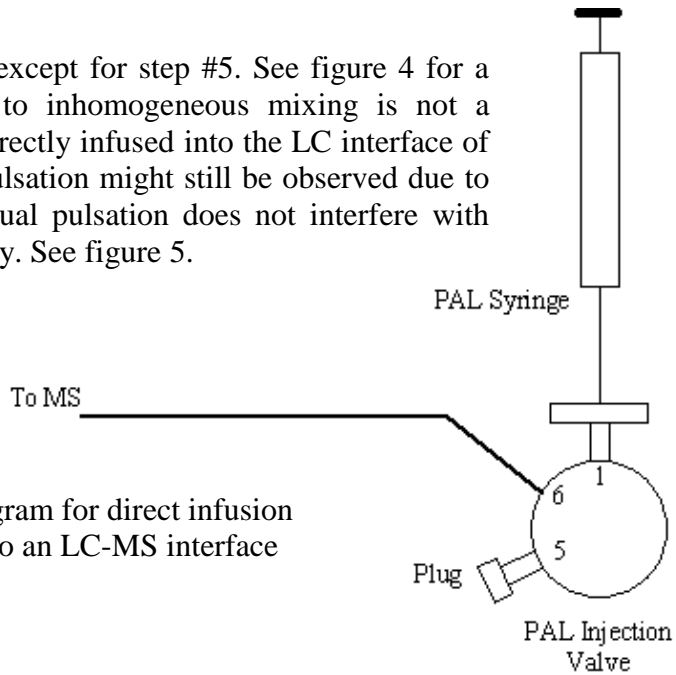 except for step #5. See figure 4 for a
to inhomogeneous mixing is not a
rectly infused into the LC interface of
ulsation might still be observed due to
ual pulsation does not interfere with
y. See figure 5.
PAL Syringe
To MS
1
6
gram for direct infusion
o an LC-MS interface
5
Plug
PAL Injection
Valve